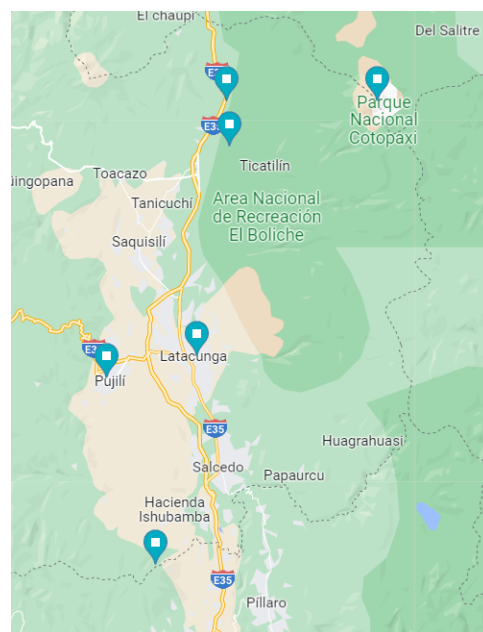 El chaupi
Del Salitre
E35
Parque
Nacional
Cotopaxi
Ticatilín
Toacazo
Tanicuchí
Area Nacional
de Recreación
El Boliche
Saquisilí
Latacunga
Pujilí
E35
Huagrahuasi
Salcedo
Papaurcu
Hacienda
Ishubamba
E35
Píllaro